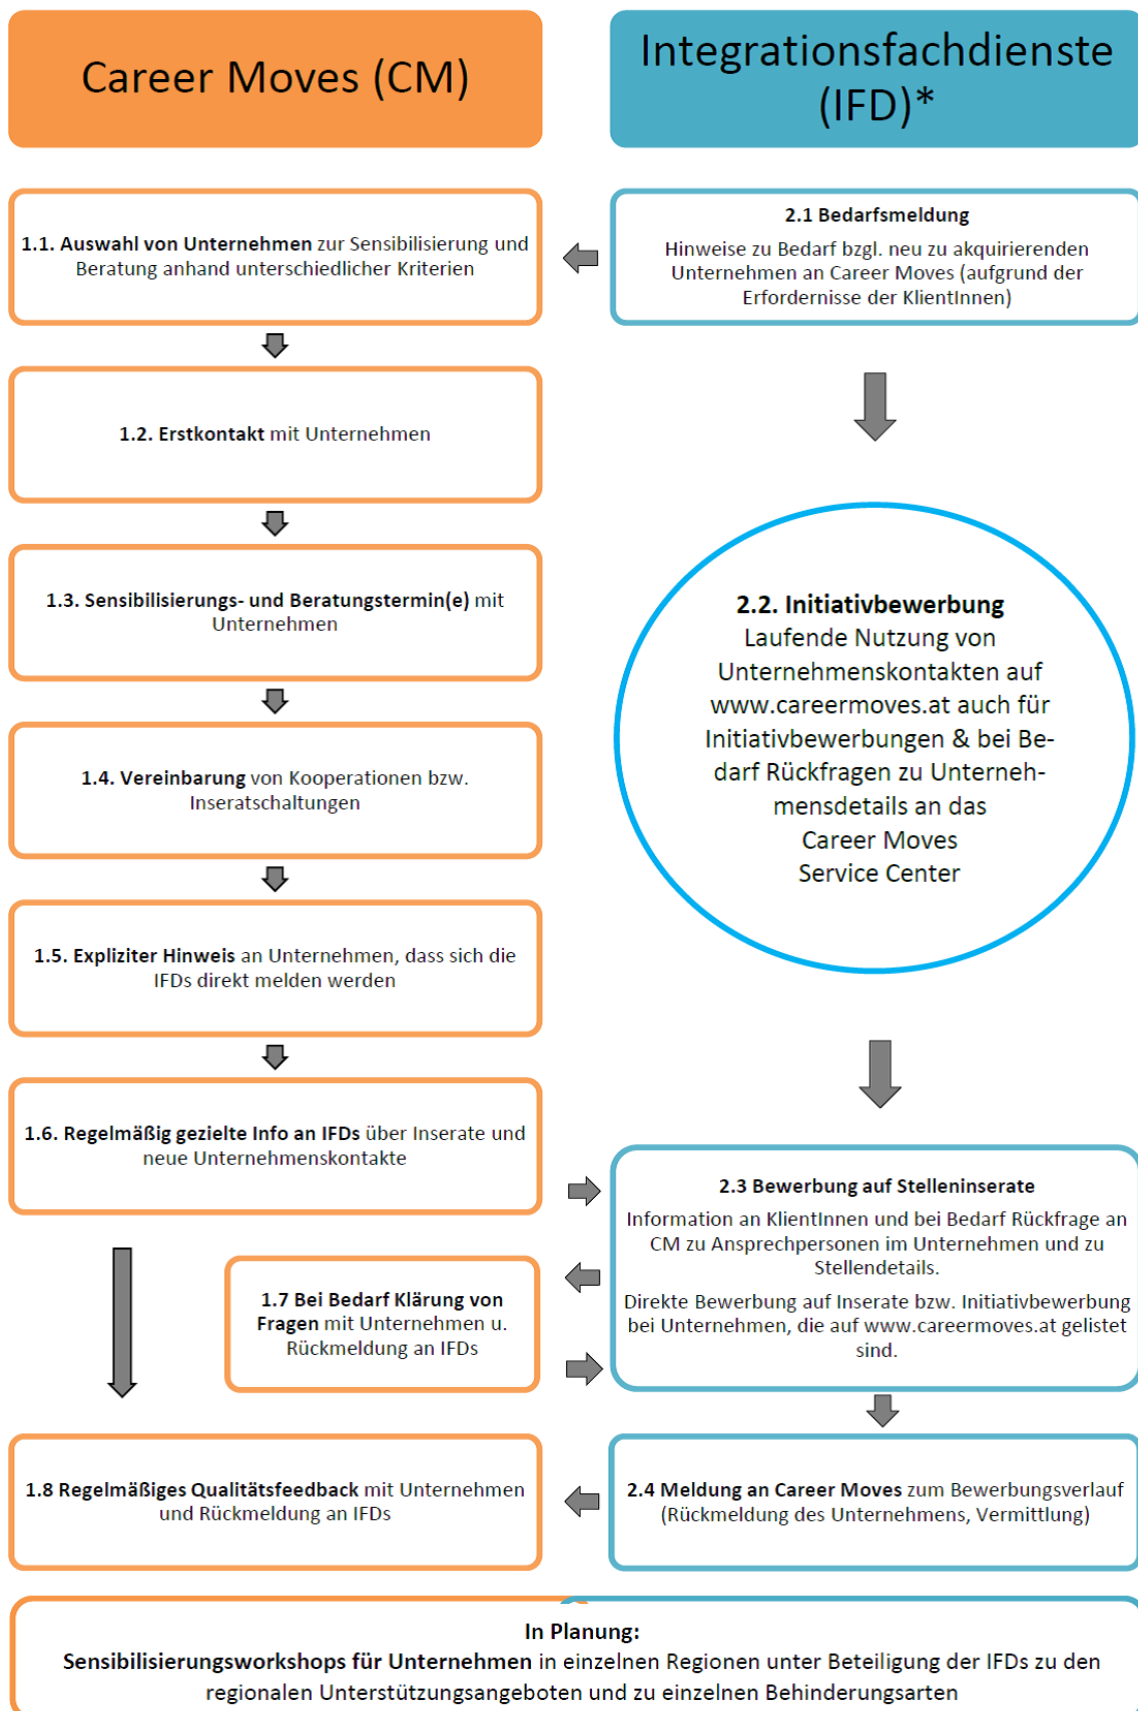 Career Moves (CM)
Integrationsfachdienste
(IFD)*
1.1. Auswahl von Unternehmen zur Sensibilisierung und
Beratung anhand unterschiedlicher Kriterien
2.1 Bedarfsmeldung
Hinweise zu Bedarf bzgl. neu zu akquirierenden
Unternehmen an Career Moves (aufgrund der
Erfordernisse der KlientInnen)
1.2. Erstkontakt mit Unternehmen
1.3. Sensibilisierungs- und Beratungstermin(e) mit
Unternehmen
1.4. Vereinbarung von Kooperationen bzw.
Inseratschaltungen
1.5. Expliziter Hinweis an Unternehmen, dass sich die
IFDs direkt melden werden
2.2. Initiativbewerbung
Laufende Nutzung von
Unternehmenskontakten auf
www.careermoves.at auch für
Initiativbewerbungen & bei Be-
darf Rückfragen zu Unterneh-
mensdetails an das
Career Moves
Service Center
1.6. Regelmäßig gezielte Info an IFDs über Inserate und
neue Unternehmenskontakte
2.3 Bewerbung auf Stelleninserate
Information an KlientInnen und bei Bedarf Rückfrage an
CM zu Ansprechpersonen im Unternehmen und zu
Stellendetails.
Direkte Bewerbung auf Inserate bzw. Initiativbewerbung
bei Unternehmen, die auf www.careermoves.at gelistet
sind.
1.7 Bei Bedarf Klärung von
Fragen mit Unternehmen u.
Rückmeldung an IFDs
1.8 Regelmäßiges Qualitätsfeedback mit Unternehmen
und Rückmeldung an IFDs
2.4 Meldung an Career Moves zum Bewerbungsverlauf
(Rückmeldung des Unternehmens, Vermittlung)
In Planung:
Sensibilisierungsworkshops für Unternehmen in einzelnen Regionen unter Beteiligung der IFDs zu den
regionalen Unterstützungsangeboten und zu einzelnen Behinderungsarten